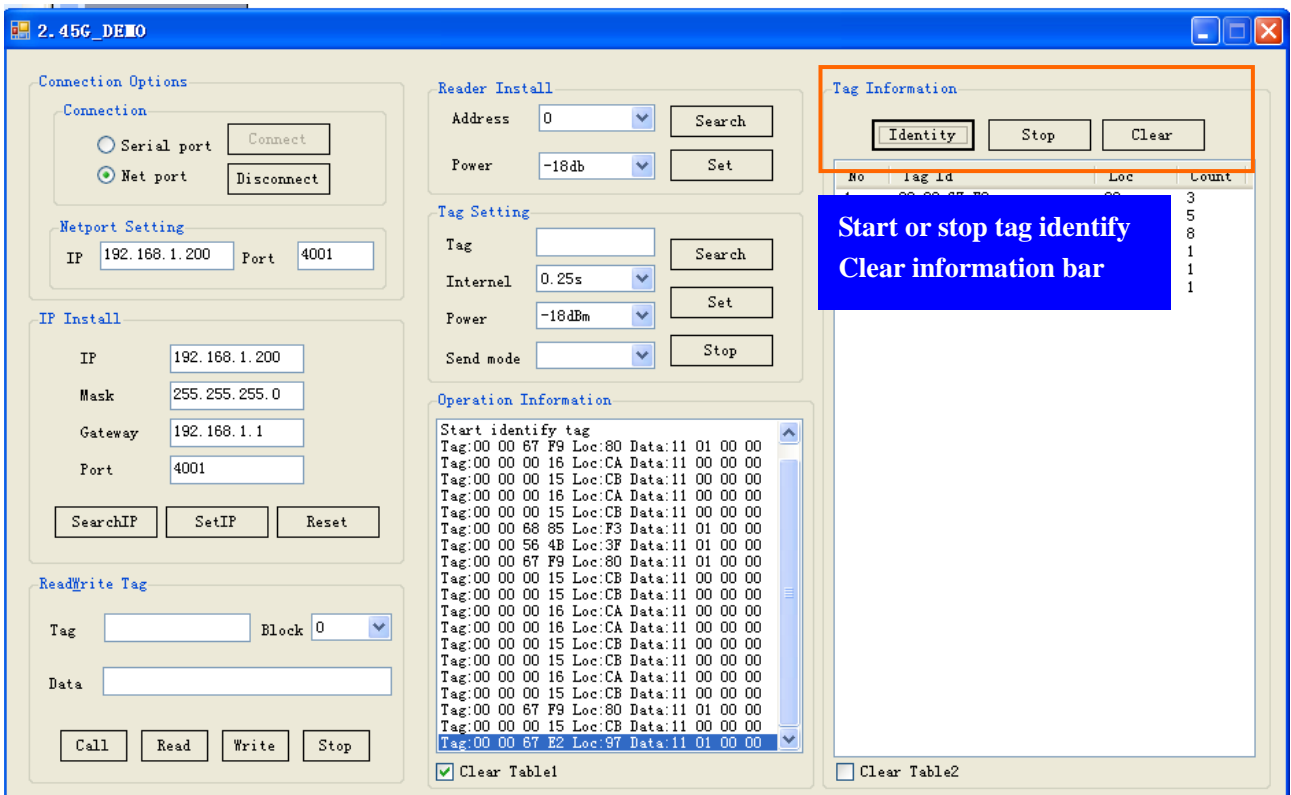 2.45G_DEMO
Connection Options
Connection
Serial port Connect
Net port Disconnect
Netport Setting
IP 192.168.1.200 Port 4001
IP Install
IP 192.168.1.200
Mask 255.255.255.0
Gateway 192.168.1.1
Port 4001
SearchIP SetIP Reset
ReadWrite Tag
Tag Block 0
Data
Call Read Write Stop
Reader Install
Address 0 Search
Power -18db Set
Tag Setting
Tag Search
Internel 0.25s
Set
Power -18dBm
Send mode Stop
Operation Information
Start identify tag
Tag:00 00 67 F9 Loc:80 Data:11 01 00 00
Tag:00 00 00 16 Loc:CA Data:11 00 00 00
Tag:00 00 00 15 Loc:CB Data:11 00 00 00
Tag:00 00 00 16 Loc:CA Data:11 00 00 00
Tag:00 00 00 15 Loc:CB Data:11 00 00 00
Tag:00 00 68 85 Loc:F3 Data:11 01 00 00
Tag:00 00 56 4B Loc:3F Data:11 01 00 00
Tag:00 00 67 F9 Loc:80 Data:11 01 00 00
Tag:00 00 00 15 Loc:CB Data:11 00 00 00
Tag:00 00 00 15 Loc:CB Data:11 00 00 00
Tag:00 00 00 16 Loc:CA Data:11 00 00 00
Tag:00 00 00 16 Loc:CA Data:11 00 00 00
Tag:00 00 00 15 Loc:CB Data:11 00 00 00
Tag:00 00 00 15 Loc:CB Data:11 00 00 00
Tag:00 00 00 16 Loc:CA Data:11 00 00 00
Tag:00 00 00 15 Loc:CB Data:11 00 00 00
Tag:00 00 67 F9 Loc:80 Data:11 01 00 00
Tag:00 00 00 15 Loc:CB Data:11 00 00 00
Tag:00 00 67 E2 Loc:97 Data:11 01 00 00
Clear Table1
Tag Information
Identity Stop Clear
No Tag Id Loc Count
3
5
8
1
1
1
Start or stop tag identify
Clear information bar
Clear Table2